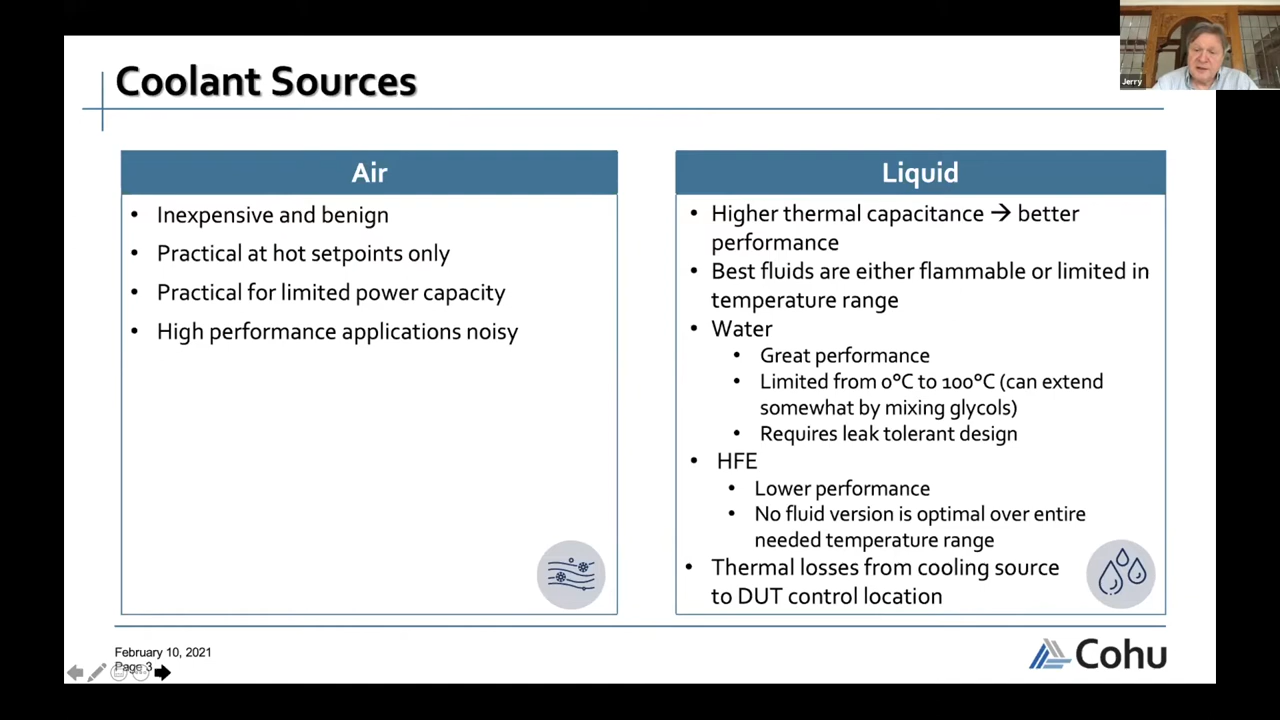 Coolant Sources
Air
• Inexpensive and benign
• Practical at hot setpoints only
• Practical for limited power capacity
• High performance applications noisy
Liquid
• Higher thermal capacitance → better
performance
• Best fluids are either flammable or limited in
temperature range
• Water
• Great performance
• Limited from 0°C to 100°C (can extend
somewhat by mixing glycols)
• Requires leak tolerant design
• HFE
• Lower performance
• No fluid version is optimal over entire
needed temperature range
• Thermal losses from cooling source
to DUT control location
February 10, 2021
Page 3
Cohu
Jerry